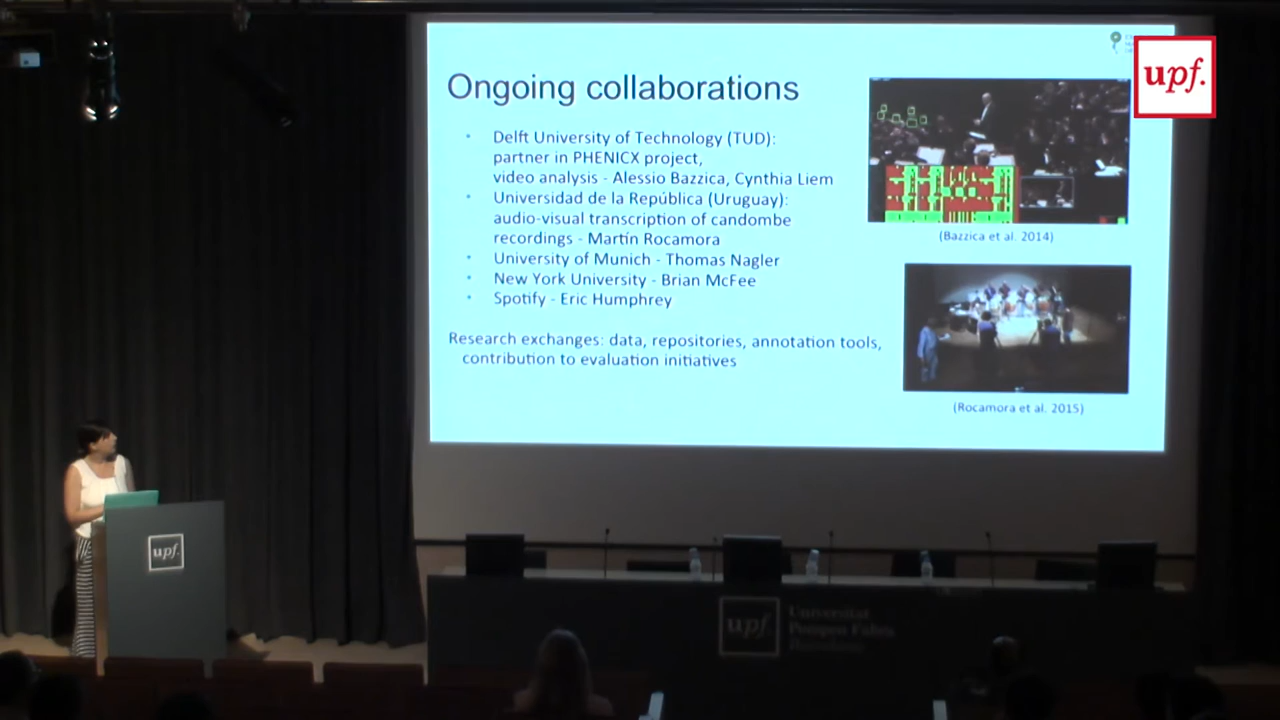 Ongoing collaborations
• Delft University of Technology (TUD):
partner in PHENICX project,
video analysis - Alessio Bazzica, Cynthia Liem
• Universidad de la República (Uruguay):
audio-visual transcription of candombe
recordings - Martín Rocamora
• University of Munich - Thomas Nagler
• New York University - Brian McFee
• Spotify - Eric Humphrey
Research exchanges: data, repositories, annotation tools,
contribution to evaluation initiatives
(Bazzica et al. 2014)
(Rocamora et al. 2015)
upf.
upf.
upf.
Universitat
Pompeu Fabra
Barcelona